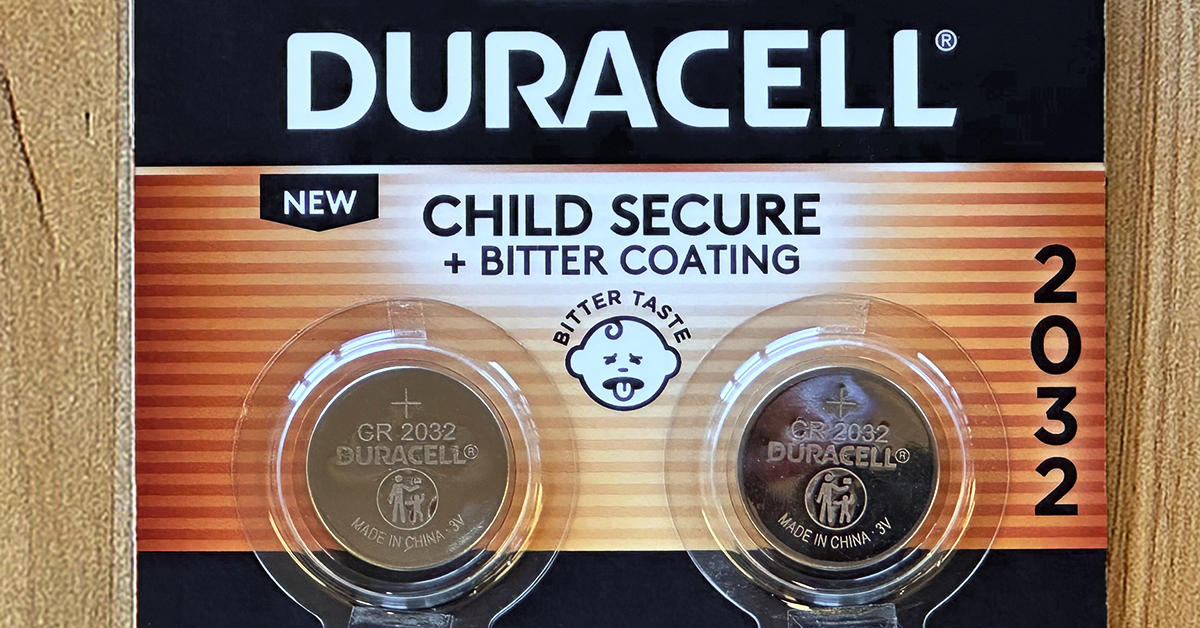 DURACELL®
NEW
CHILD SECURE
+ BITTER COATING
BITTER TASTE
2032
+
CR 2032
DURACELL®
MADE IN CHINA · 3V
+
CR 2032
DURACELL®
MADE IN CHINA · 3V